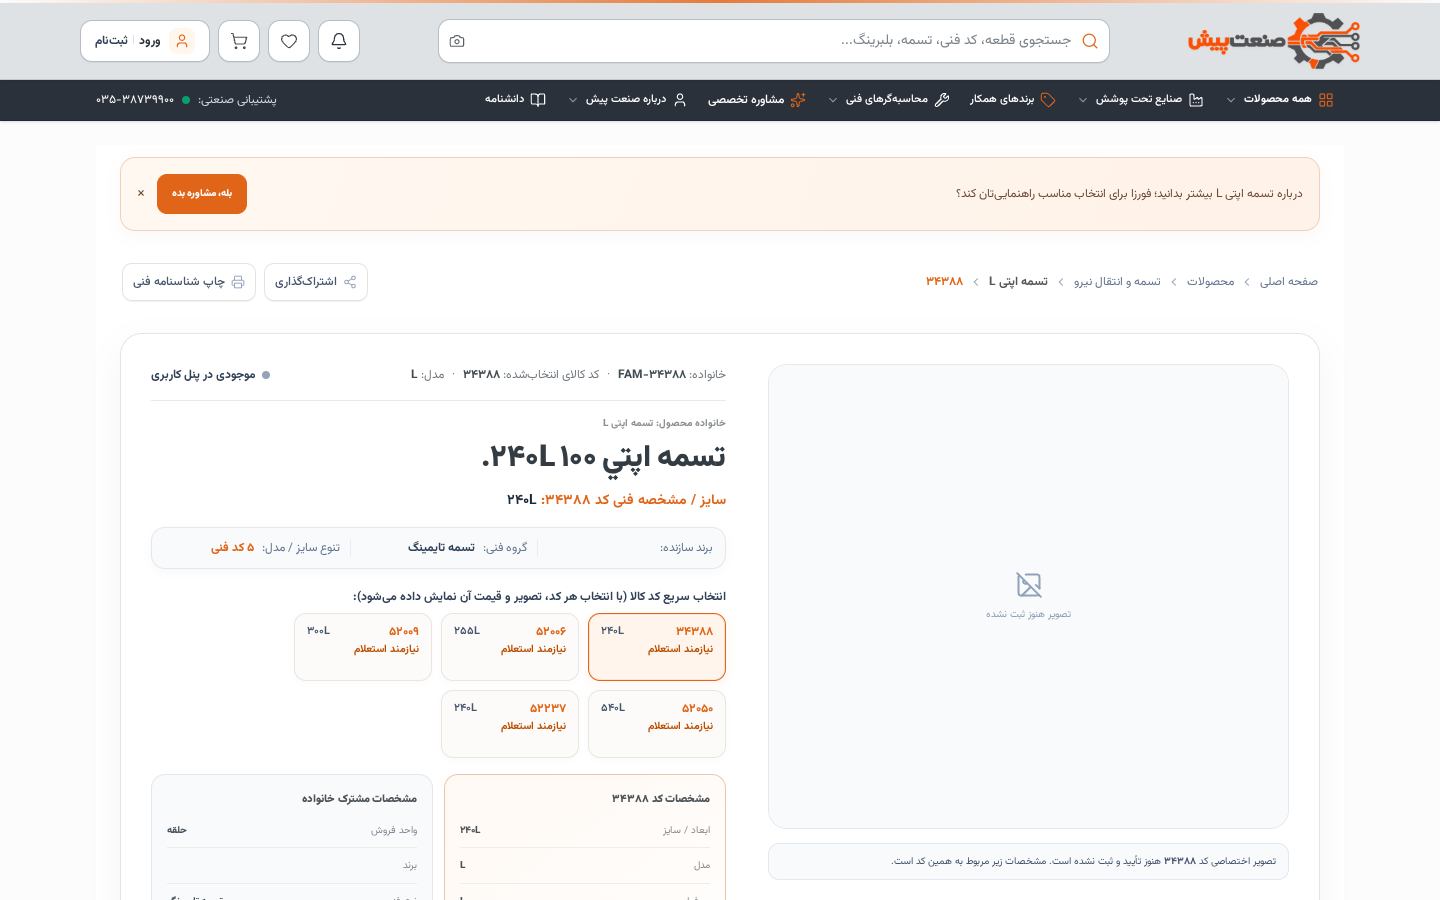 صنعت‌پیش
جستجوی قطعه، کد فنی، تسمه، بلبرینگ...
ورود | ثبت‌نام
همه محصولات
صنایع تحت پوشش
برندهای همکار
محاسبه‌گرهای فنی
مشاوره تخصصی
درباره صنعت پیش
دانشنامه
پشتیبانی صنعتی: ۰۳۵-۳۸۷۳۹۹۰۰
درباره تسمه اپتی L بیشتر بدانید؛ فورزا برای انتخاب مناسب راهنمایی‌تان کند؟
بله، مشاوره بده
×
صفحه اصلی
محصولات
تسمه و انتقال نیرو
تسمه اپتی L
۳۴۳۸۸
اشتراک‌گذاری
چاپ شناسنامه فنی
خانواده: FAM-۳۴۳۸۸ · کد کالای انتخاب‌شده: ۳۴۳۸۸ · مدل: L
موجودی در پنل کاربری
خانواده محصول: تسمه اپتی L
تسمه اپتي ۲۴۰L ۱۰۰.
سایز / مشخصه فنی کد ۳۴۳۸۸: ۲۴۰L
برند سازنده:
گروه فنی: تسمه تایمینگ
تنوع سایز / مدل: ۵ کد فنی
انتخاب سریع کد کالا (با انتخاب هر کد، تصویر و قیمت آن نمایش داده می‌شود):
۳۴۳۸۸ ۲۴۰L
نیازمند استعلام
۵۲۰۰۶ ۲۵۵L
نیازمند استعلام
۵۲۰۰۹ ۳۰۰L
نیازمند استعلام
۵۲۰۵۰ ۵۴۰L
نیازمند استعلام
۵۲۲۳۷ ۲۴۰L
نیازمند استعلام
مشخصات کد ۳۴۳۸۸
ابعاد / سایز ۲۴۰L
مدل L
مشخصات مشترک خانواده
واحد فروش حلقه
برند
تصویر هنوز ثبت نشده
تصویر اختصاصی کد ۳۴۳۸۸ هنوز تأیید و ثبت نشده است. مشخصات زیر مربوط به همین کد است.